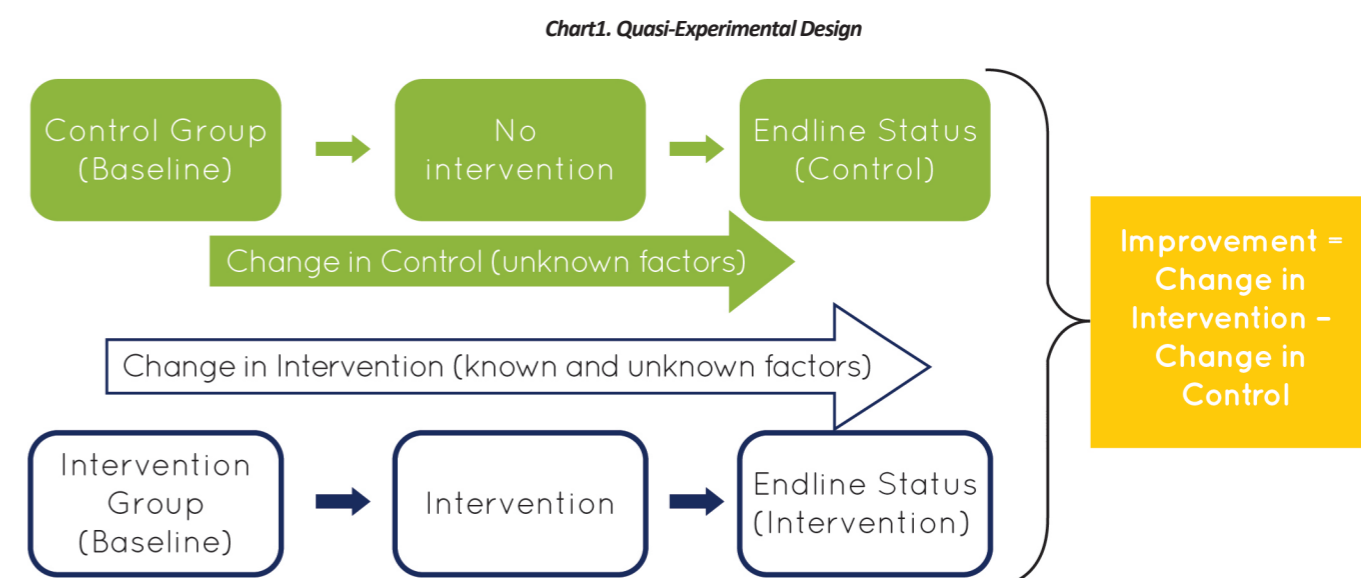 Chart1. Quasi-Experimental Design
Control Group
(Baseline)
No
intervention
Endline Status
(Control)
Change in Control (unknown factors)
Change in Intervention (known and unknown factors)
Intervention
Group
(Baseline)
Intervention
Endline Status
(Intervention)
Improvement =
Change in
Intervention –
Change in
Control